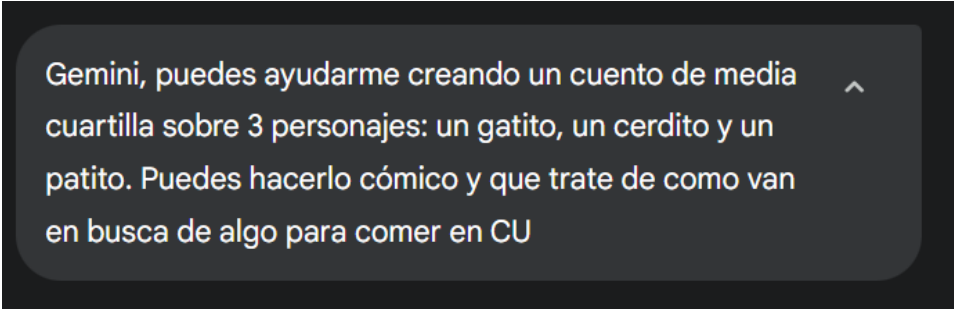 Gemini, puedes ayudarme creando un cuento de media
cuartilla sobre 3 personajes: un gatito, un cerdito y un
patito. Puedes hacerlo cómico y que trate de como van
en busca de algo para comer en CU